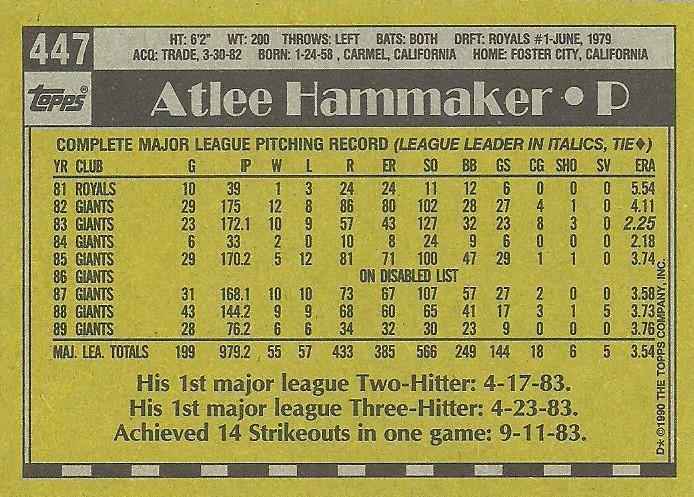 447
HT: 6'2" WT: 200 THROWS: LEFT BATS: BOTH DRFT: ROYALS #1-JUNE, 1979
ACQ: TRADE, 3-30-82 BORN: 1-24-58 , CARMEL, CALIFORNIA HOME: FOSTER CITY, CALIFORNIA
topps®
Atlee Hammaker • P
COMPLETE MAJOR LEAGUE PITCHING RECORD (LEAGUE LEADER IN ITALICS, TIE♦)
YR CLUB G IP W L R ER SO BB GS CG SHO SV ERA
81 ROYALS 10 39 1 3 24 24 11 12 6 0 0 0 5.54
82 GIANTS 29 175 12 8 86 80 102 28 27 4 1 0 4.11
83 GIANTS 23 172.1 10 9 57 43 127 32 23 8 3 0 2.25
84 GIANTS 6 33 2 0 10 8 24 9 6 0 0 0 2.18
85 GIANTS 29 170.2 5 12 81 71 100 47 29 1 1 0 3.74
86 GIANTS ON DISABLED LIST
87 GIANTS 31 168.1 10 10 73 67 107 57 27 2 0 0 3.58
88 GIANTS 43 144.2 9 9 68 60 65 41 17 3 1 5 3.73
89 GIANTS 28 76.2 6 6 34 32 30 23 9 0 0 0 3.76
MAJ. LEA. TOTALS 199 979.2 55 57 433 385 566 249 144 18 6 5 3.54
His 1st major league Two-Hitter: 4-17-83.
His 1st major league Three-Hitter: 4-23-83.
Achieved 14 Strikeouts in one game: 9-11-83.
D* ©1990 THE TOPPS COMPANY, INC.